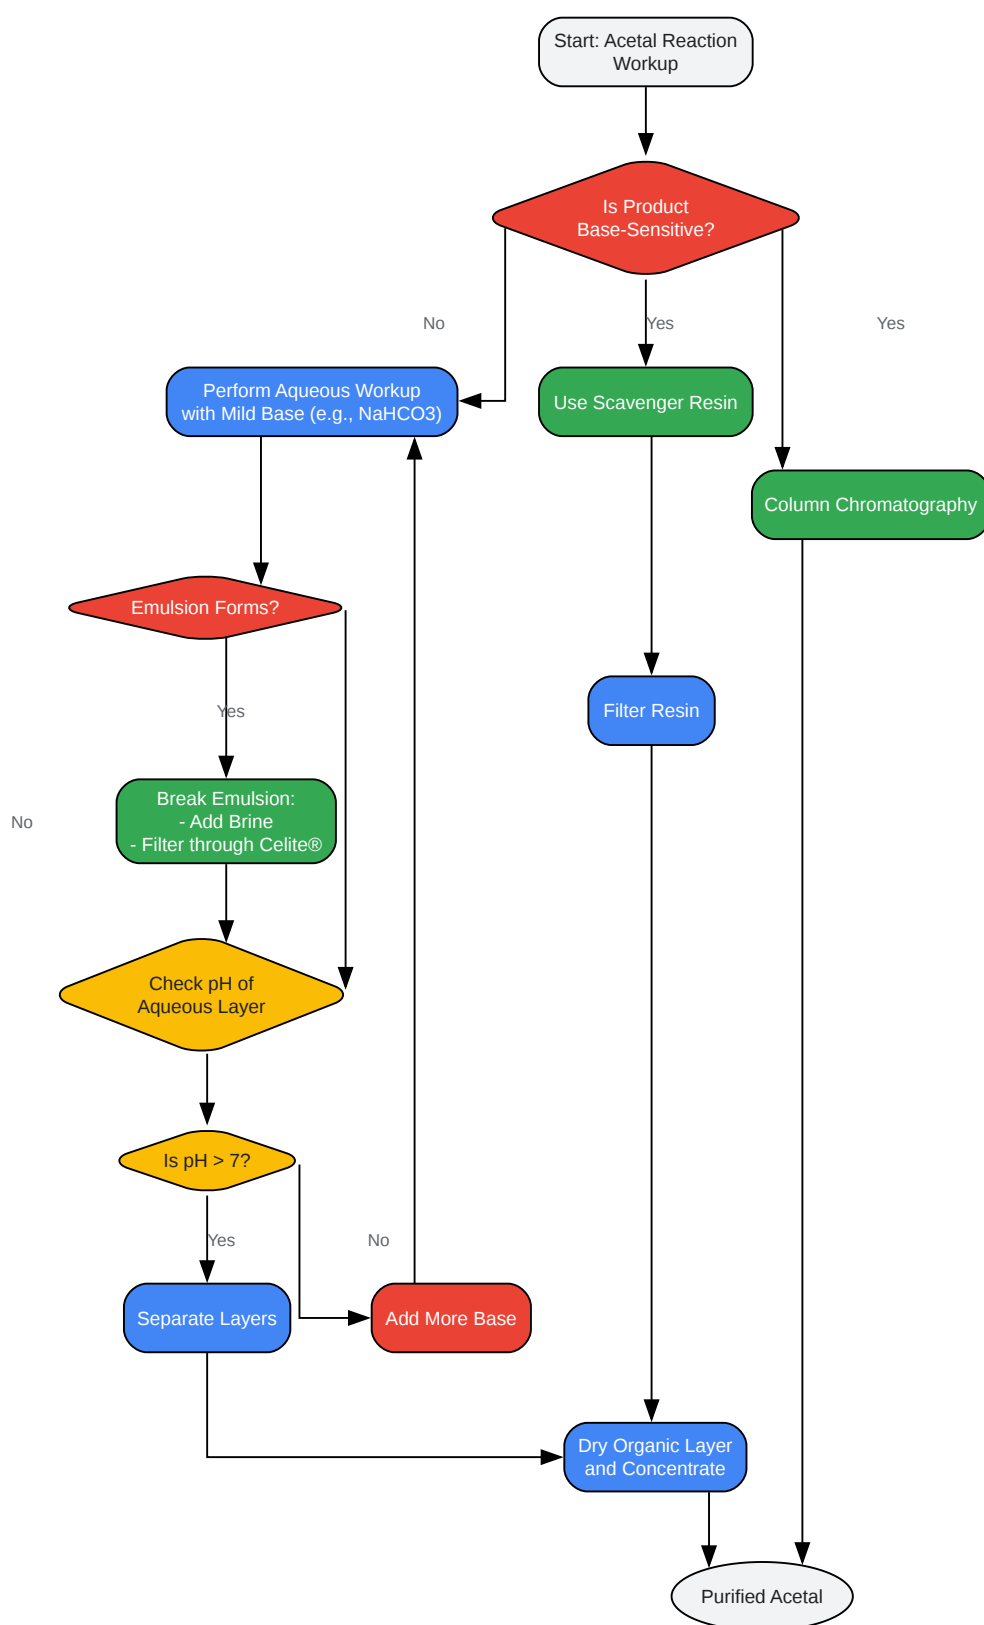 Start: Acetal Reaction
Workup
Is Product
Base-Sensitive?
No
Yes
Yes
Perform Aqueous Workup
with Mild Base (e.g., NaHCO3)
Use Scavenger Resin
Column Chromatography
Emulsion Forms?
Yes
Filter Resin
Break Emulsion:
- Add Brine
- Filter through Celite®
No
Check pH of
Aqueous Layer
Is pH > 7?
Yes
No
Separate Layers
Add More Base
Dry Organic Layer
and Concentrate
Purified Acetal